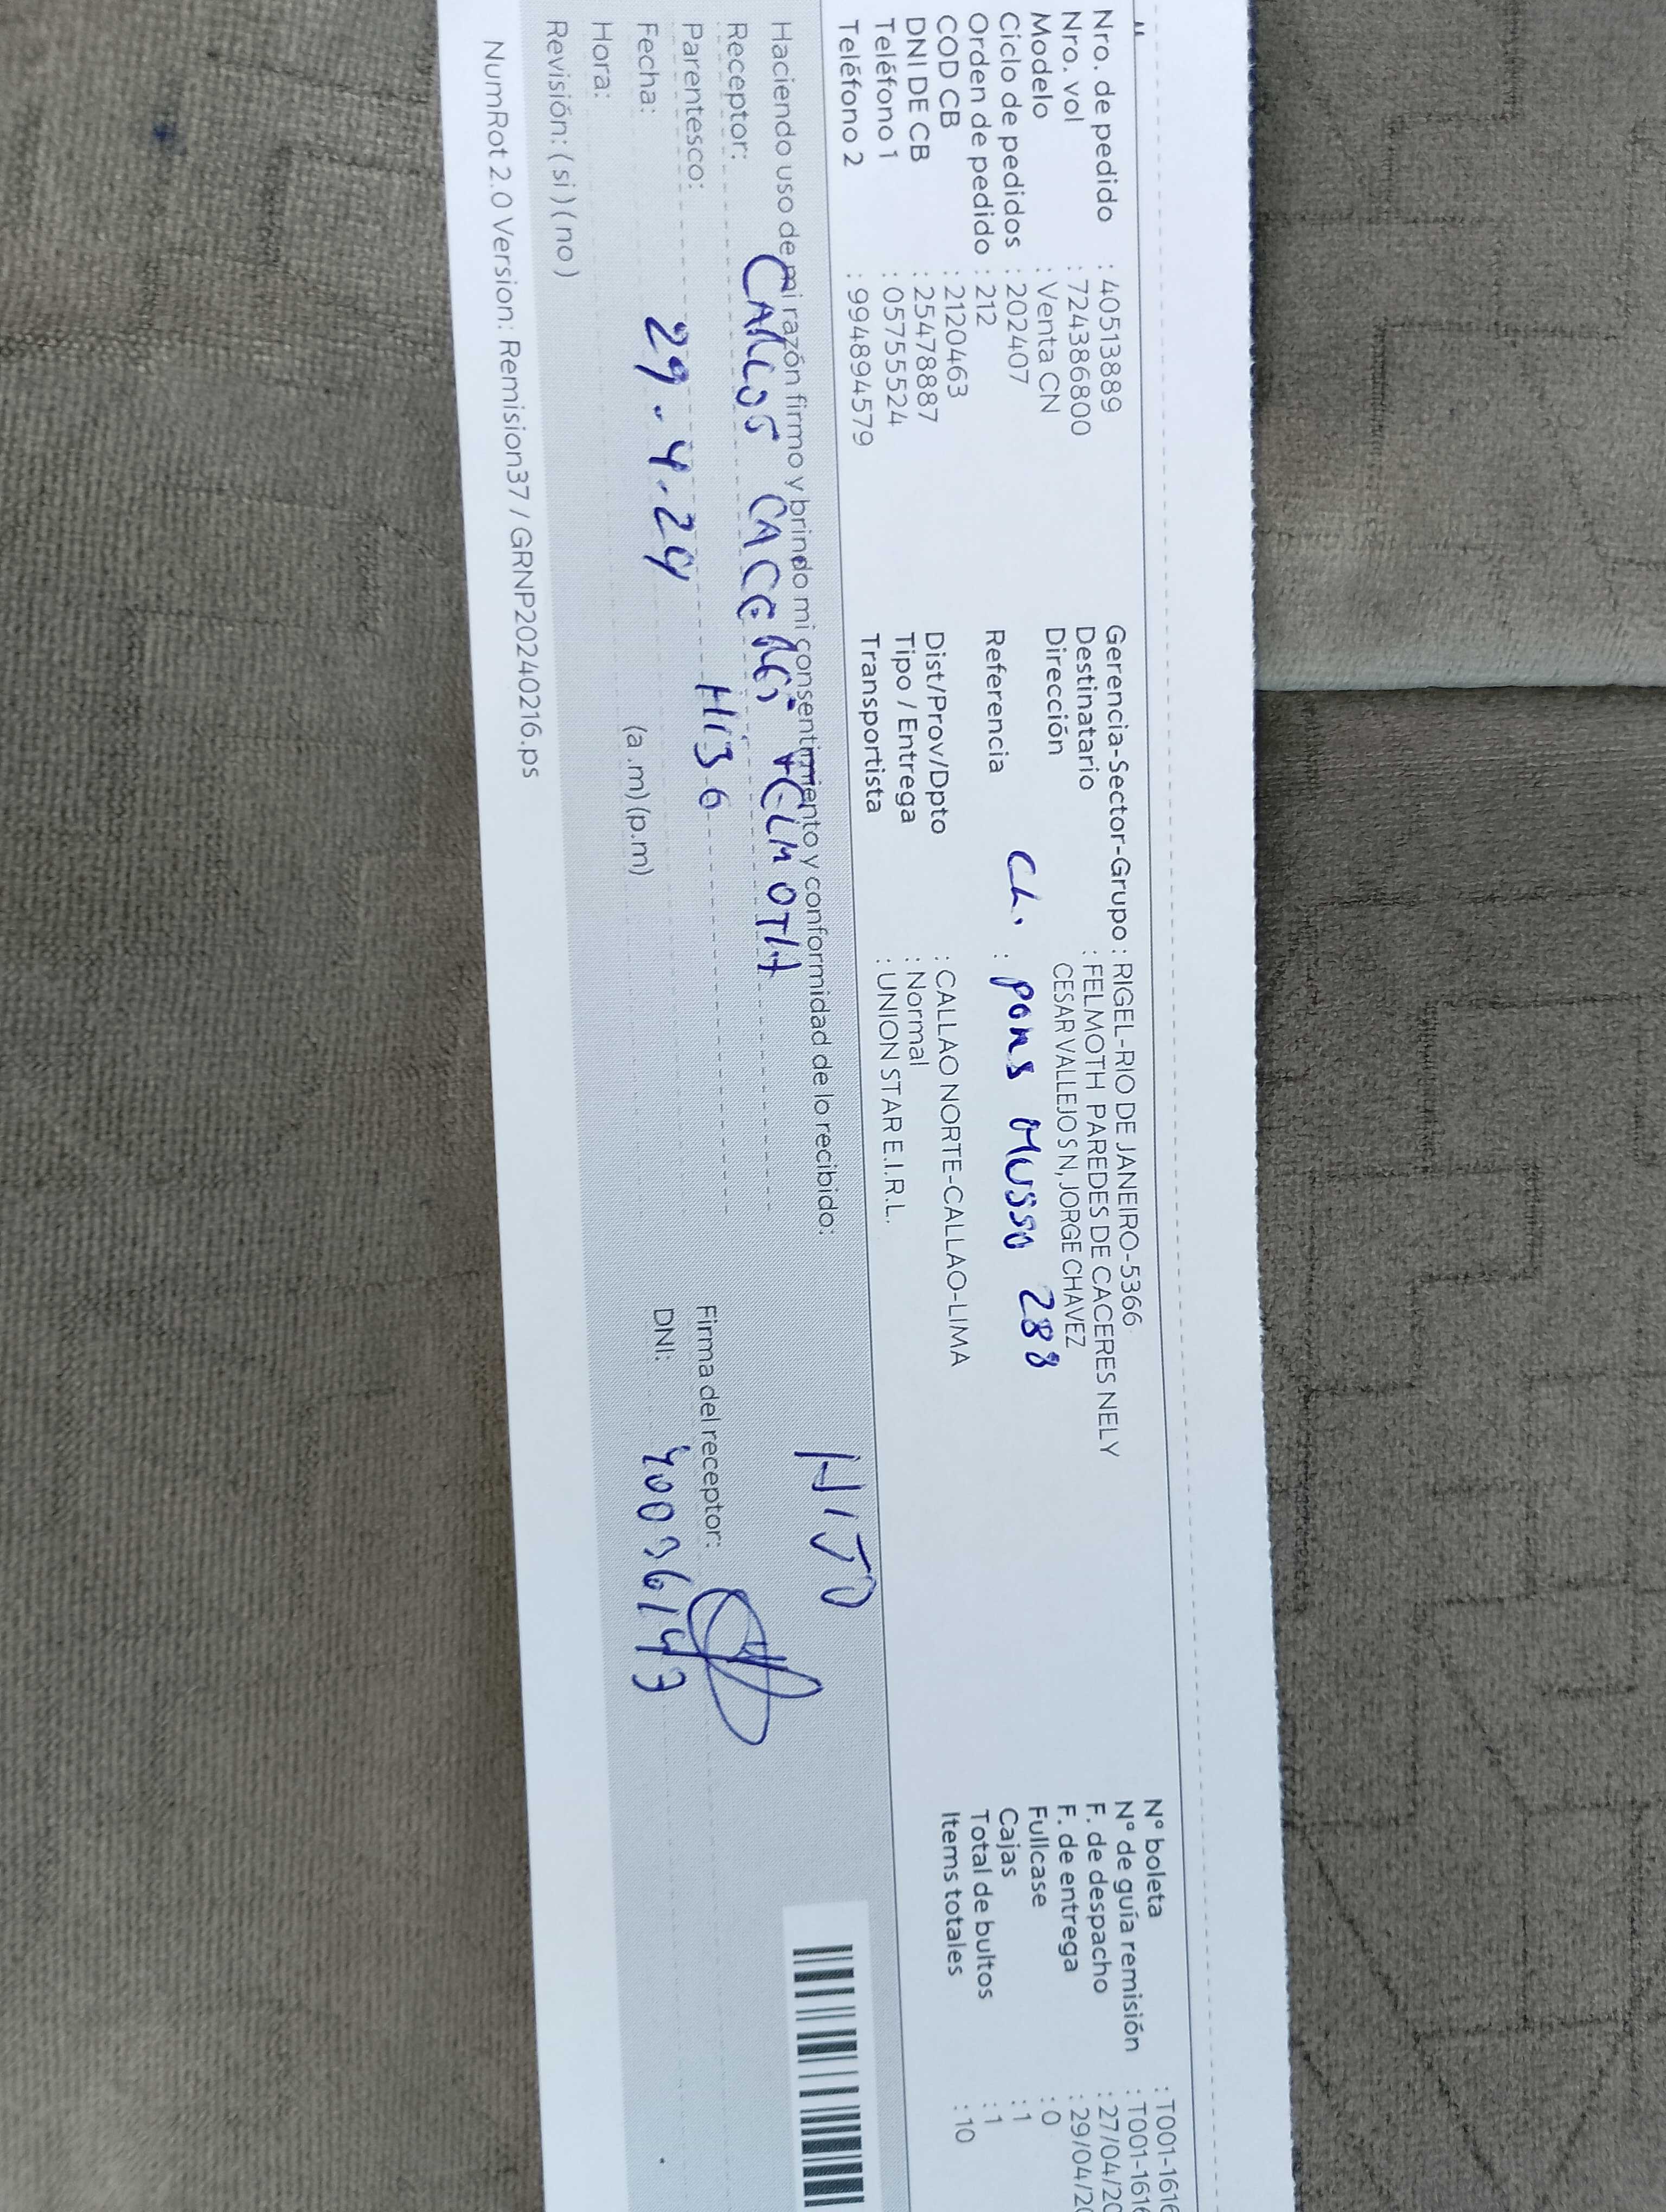 Nro. de pedido : 40513889
Nro. vol : 724386800
Modelo : Venta CN
Ciclo de pedidos : 202407
Orden de pedido : 212
COD CB : 2120463
DNI DE CB : 25478887
Teléfono 1 : 05755524
Teléfono 2 : 994894579
Gerencia-Sector-Grupo : RIGEL-RIO DE JANEIRO-5366
Destinatario : FELMOTH PAREDES DE CACERES NELY
Dirección CESAR VALLEJO S N, JORGE CHAVEZ
Referencia CL. : PONS MUSSO 288
Dist/Prov/Dpto : CALLAO NORTE-CALLAO-LIMA
Tipo / Entrega : Normal
Transportista : UNION STAR E.I.R.L.
N° boleta : T001-1616
N° de guía remisión : T001-1616
F. de despacho : 27/04/20
F. de entrega : 29/04/20
Fullcase : 0
Cajas : 1
Total de bultos : 1
Items totales : 10
Haciendo uso de mi razón firmo y brindo mi consentimiento y conformidad de lo recibido:
Receptor: CARLOS CACERES
HIJO
Parentesco:
Firma del receptor:
Fecha: 29-4-24
DNI: 40036143
Hora: (a .m) (p.m)
Revisión: ( si ) ( no )
NumRot 2.0 Version: Remision37 / GRNP20240216.ps